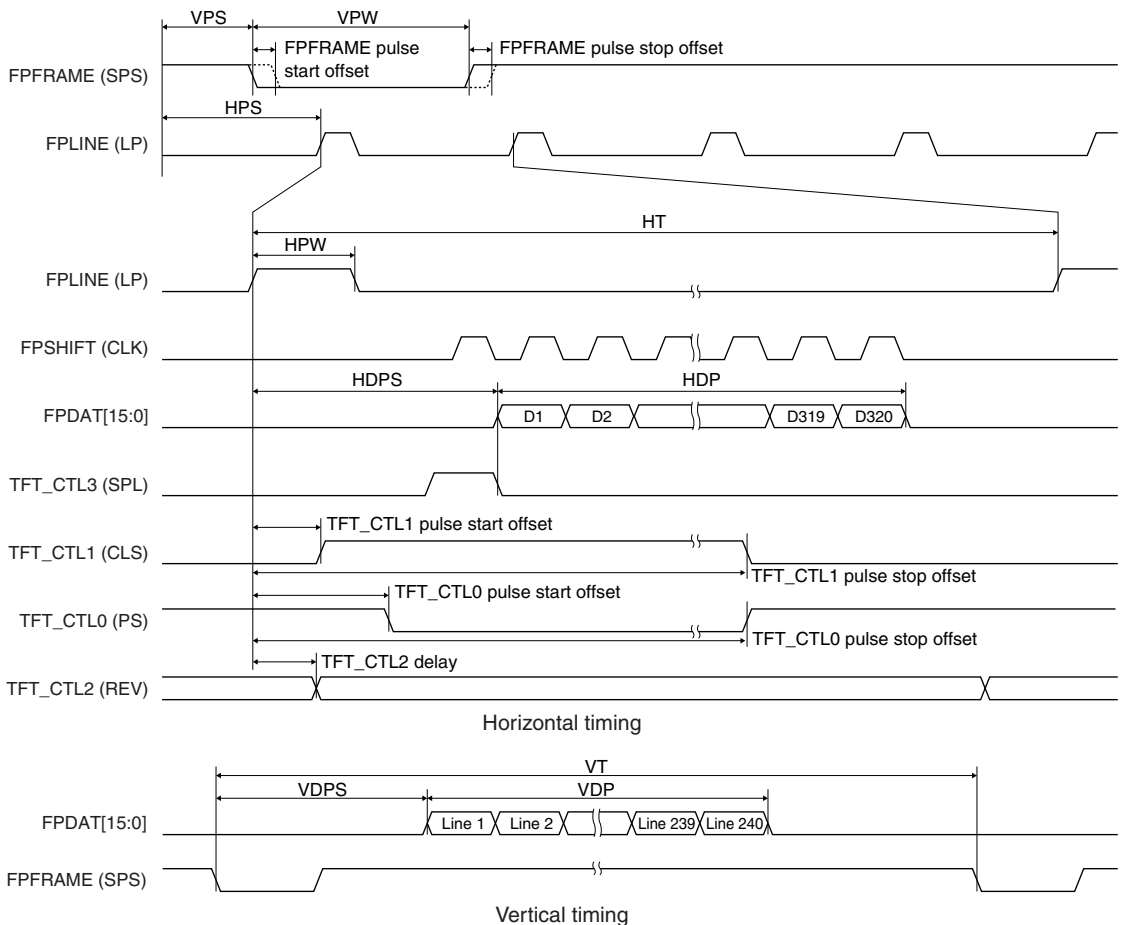 VPS VPW
FPFRAME pulse start offset
FPFRAME pulse stop offset
FPFRAME (SPS)
HPS
FPLINE (LP)
HT
HPW
FPLINE (LP)
FPSHIFT (CLK)
HDPS HDP
FPDAT[15:0] D1 D2 D319 D320
TFT_CTL3 (SPL)
TFT_CTL1 pulse start offset
TFT_CTL1 (CLS)
TFT_CTL1 pulse stop offset
TFT_CTL0 pulse start offset
TFT_CTL0 (PS)
TFT_CTL0 pulse stop offset
TFT_CTL2 delay
TFT_CTL2 (REV)
Horizontal timing
VT
VDPS VDP
FPDAT[15:0] Line 1 Line 2 Line 239 Line 240
FPFRAME (SPS)
Vertical timing